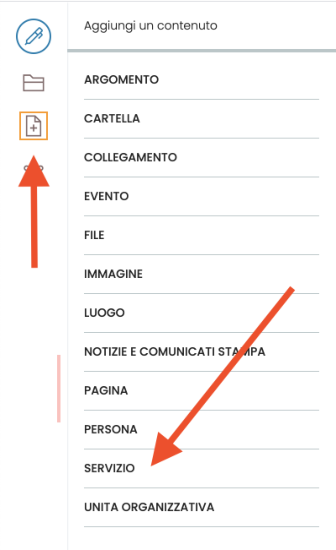 Aggiungi un contenuto
ARGOMENTO
CARTELLA
COLLEGAMENTO
EVENTO
FILE
IMMAGINE
LUOGO
NOTIZIE E COMUNICATI STAMPA
PAGINA
PERSONA
SERVIZIO
UNITA ORGANIZZATIVA